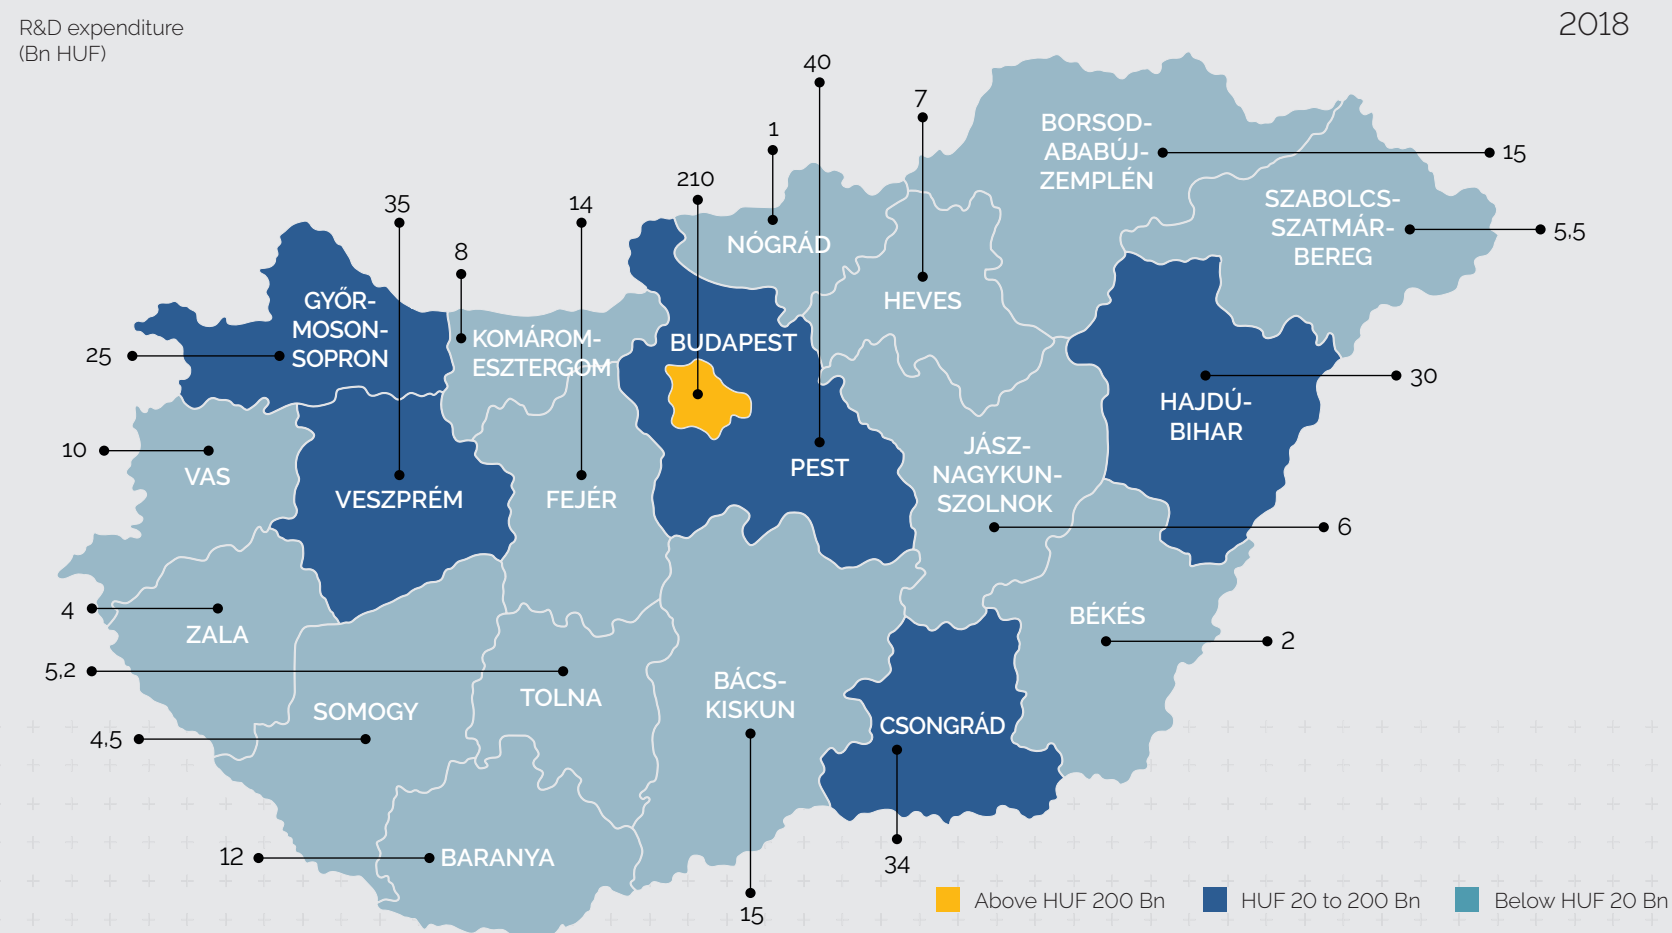 R&D expenditure
(Bn HUF)
2018
40
7
1
BORSOD-
ABABÚJ-
ZEMPLÉN
15
210
35
14
SZABOLCS-
SZATMÁR-
BEREG
5,5
8
NÓGRÁD
GYŐR-
MOSON-
SOPRON
25
HEVES
KOMÁROM-
ESZTERGOM
BUDAPEST
30
HAJDÚ-
BIHAR
10
VAS
VESZPRÉM
FEJÉR
PEST
JÁSZ-
NAGYKUN-
SZOLNOK
6
4
ZALA
BÉKÉS
2
5,2
TOLNA
BÁCS-
KISKUN
SOMOGY
4,5
CSONGRÁD
12
BARANYA
34
15
Above HUF 200 Bn
HUF 20 to 200 Bn
Below HUF 20 Bn